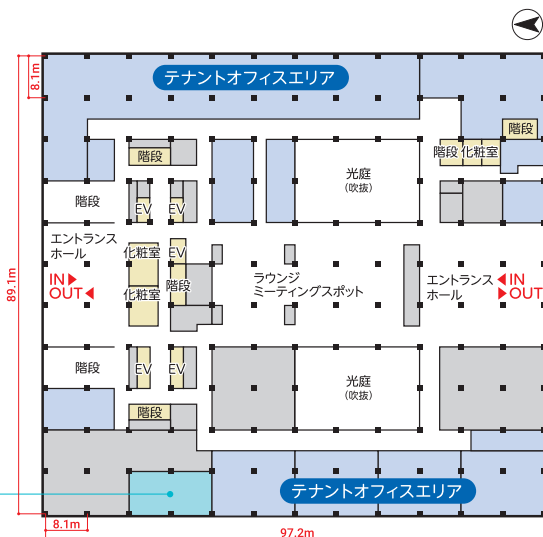 8.1m
テナントオフィスエリア
階段
階段
階段 化粧室
光庭
(吹抜)
階段
EV
EV
エントランス
ホール
化粧室
EV
IN
OUT
階段
化粧室
ラウンジ
ミーティングスポット
エントランス
ホール
IN
OUT
89.1m
階段
EV
EV
光庭
(吹抜)
階段
テナントオフィスエリア
8.1m
97.2m